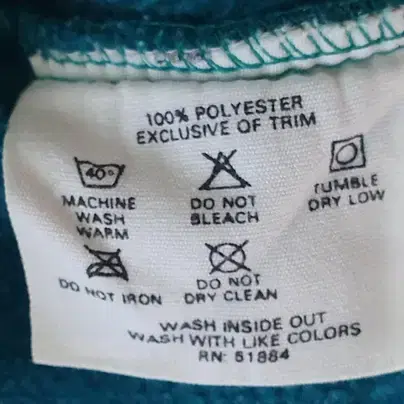 100% POLYESTER
EXCLUSIVE OF TRIM
40°
MACHINE
WASH
WARM
DO NOT
BLEACH
TUMBLE
DRY LOW
DO NOT IRON
DO NOT
DRY CLEAN
WASH INSIDE OUT
WASH WITH LIKE COLORS
RN: 51884